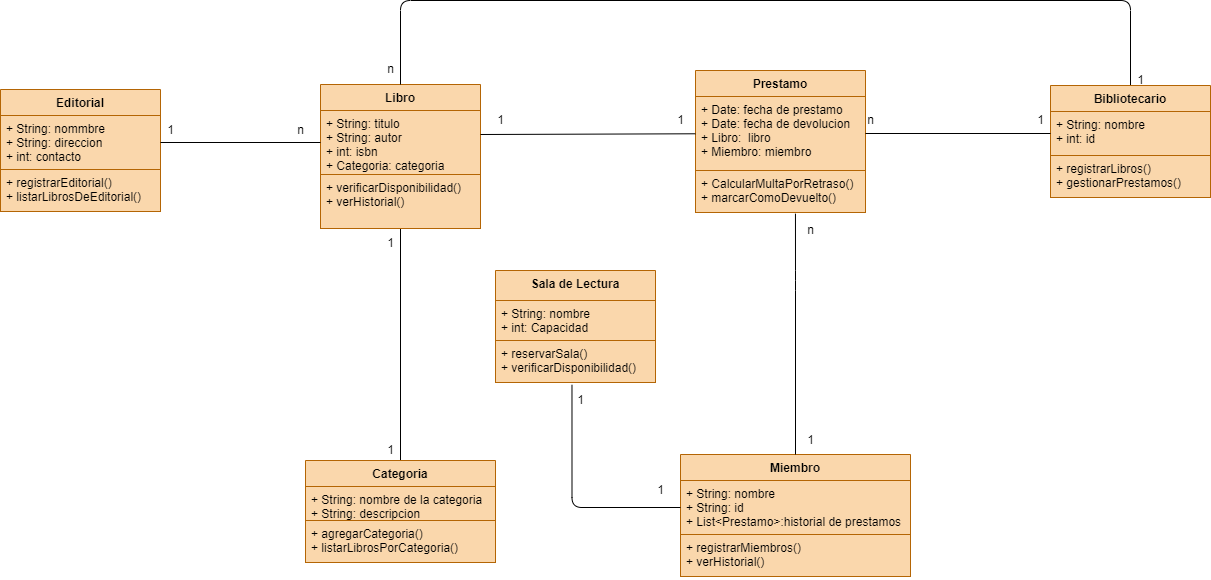 Editorial
+ String: nommbre
+ String: direccion
+ int: contacto
+ registrarEditorial()
+ listarLibrosDeEditorial()
1
n
n
Libro
+ String: titulo
+ String: autor
+ int: isbn
+ Categoria: categoria
+ verificarDisponibilidad()
+ verHistorial()
1
1
1
Prestamo
+ Date: fecha de prestamo
+ Date: fecha de devolucion
+ Libro: libro
+ Miembro: miembro
+ CalcularMultaPorRetraso()
+ marcarComoDevuelto()
n
n
1
1
Bibliotecario
+ String: nombre
+ int: id
+ registrarLibros()
+ gestionarPrestamos()
Sala de Lectura
+ String: nombre
+ int: Capacidad
+ reservarSala()
+ verificarDisponibilidad()
1
1
1
Categoria
+ String: nombre de la categoria
+ String: descripcion
+ agregarCategoria()
+ listarLibrosPorCategoria()
1
Miembro
+ String: nombre
+ String: id
+ List<Prestamo>:historial de prestamos
+ registrarMiembros()
+ verHistorial()